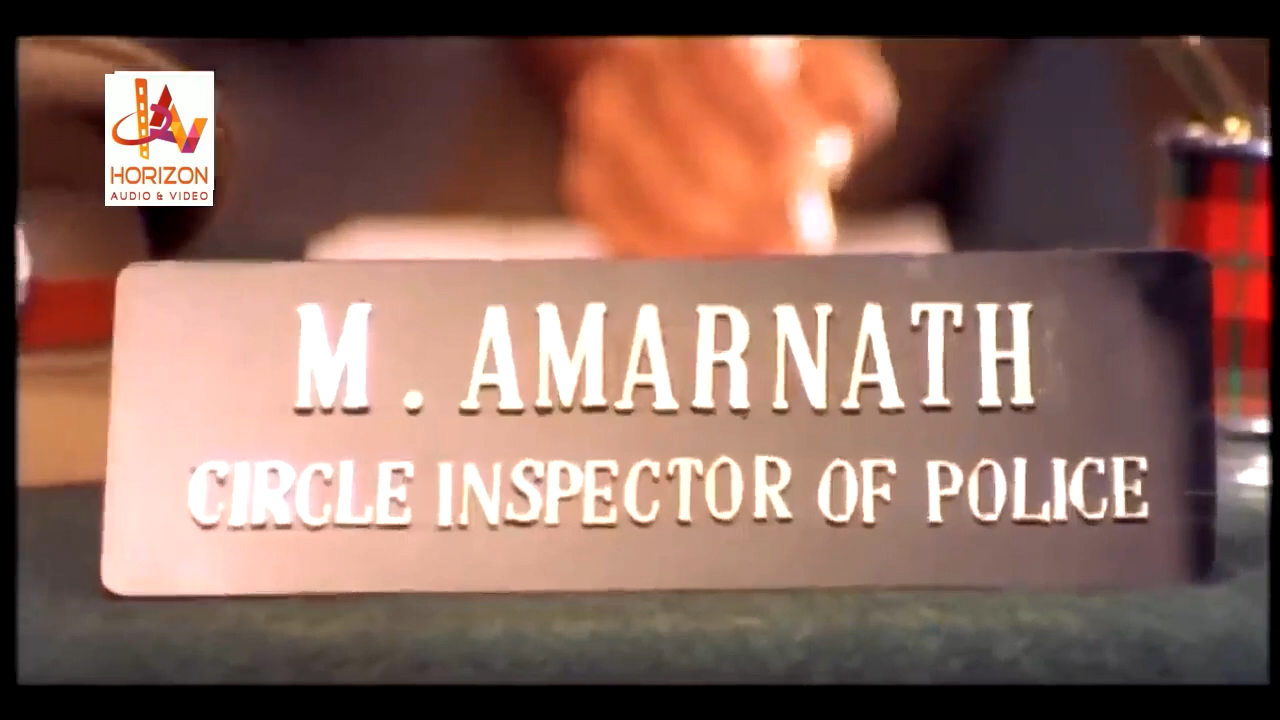 HORIZON
AUDIO & VIDEO
M. AMARNATH
CIRCLE INSPECTOR OF POLICE